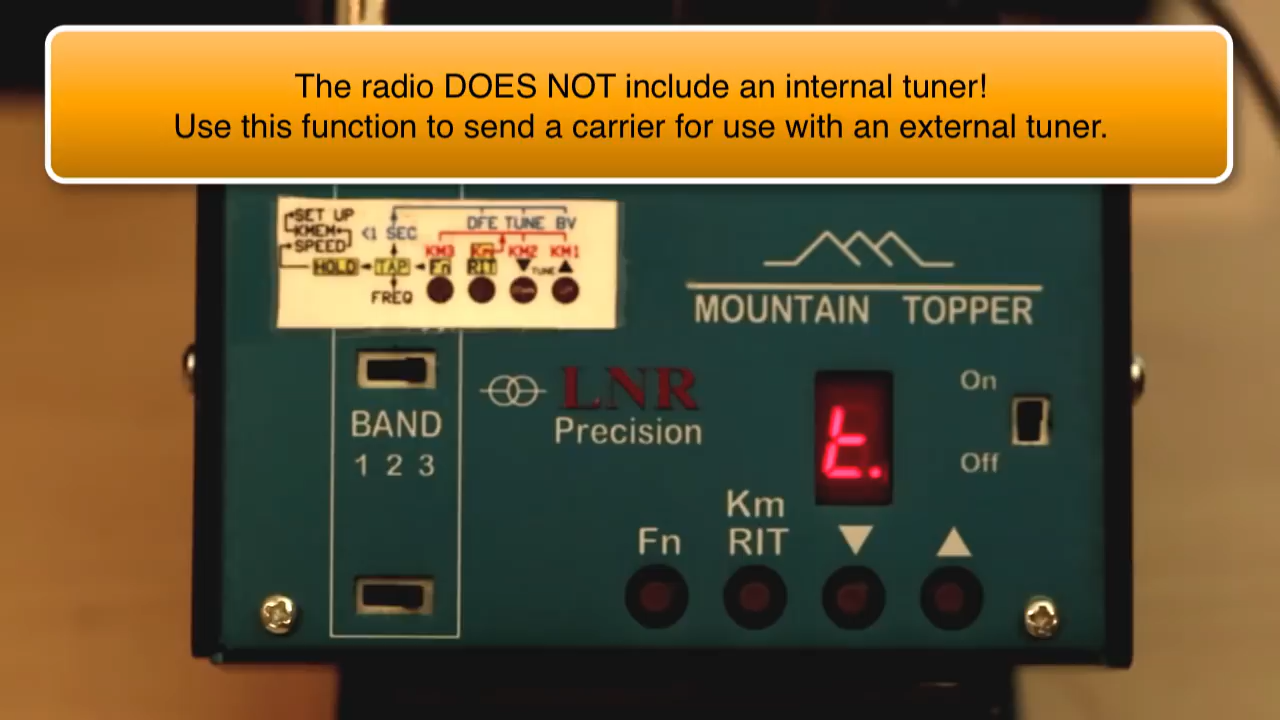 The radio DOES NOT include an internal tuner!
Use this function to send a carrier for use with an external tuner.
SET UP
KMEM
SPEED
<1 SEC
DFE TUNE BV
KM3 Km KM2 KM1
HOLD TAP Fn RIT TUNE
FREQ
MOUNTAIN TOPPER
LNR
Precision
BAND
1 2 3
On
Off
t.
Km
Fn RIT